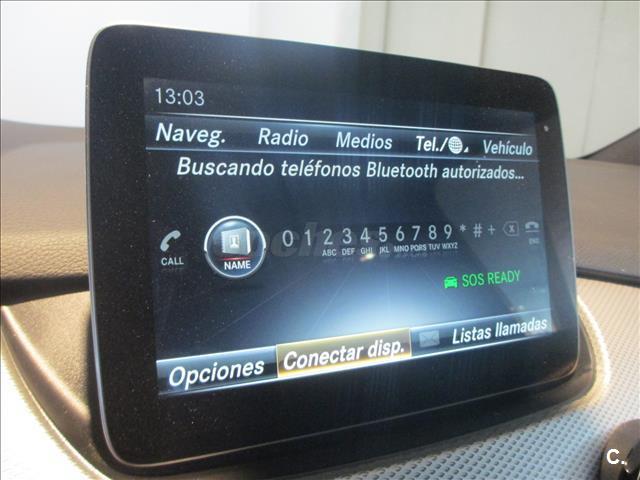 13:03
Naveg. Radio Medios Tel./ Vehículo
Buscando teléfonos Bluetooth autorizados...
CALL NAME 0 1 2 3 4 5 6 7 8 9 * # + END
ABC DEF GHI JKL MNO PQRS TUV WXYZ
SOS READY
Opciones Conectar disp. Listas llamadas
C.